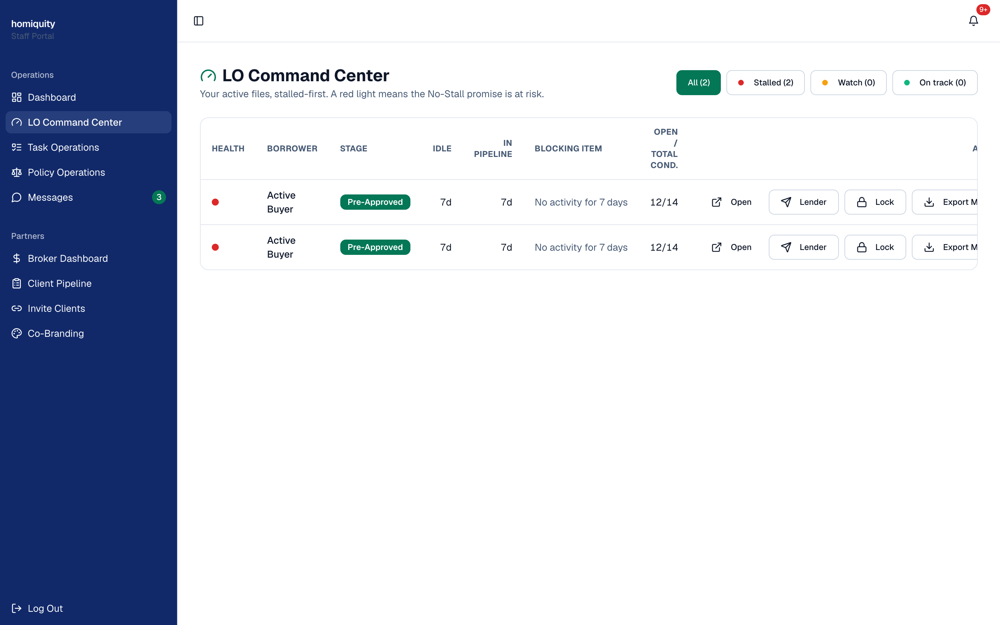 9+
homiquity
Staff Portal
Operations
Dashboard
LO Command Center
Task Operations
Policy Operations
Messages 3
Partners
Broker Dashboard
Client Pipeline
Invite Clients
Co-Branding
Log Out
LO Command Center
Your active files, stalled-first. A red light means the No-Stall promise is at risk.
All (2) Stalled (2) Watch (0) On track (0)
HEALTH BORROWER STAGE IDLE IN PIPELINE BLOCKING ITEM OPEN / TOTAL COND.
Active Buyer Pre-Approved 7d 7d No activity for 7 days 12/14 Open Lender Lock Export
Active Buyer Pre-Approved 7d 7d No activity for 7 days 12/14 Open Lender Lock Export